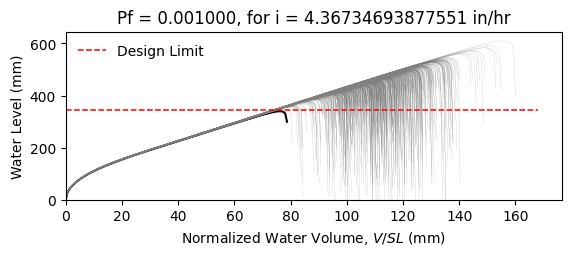 Pf = 0.001000, for i = 4.36734693877551 in/hr
Water Level (mm)
600
400
200
0
Design Limit
0 20 40 60 80 100 120 140 160
Normalized Water Volume, V/SL (mm)